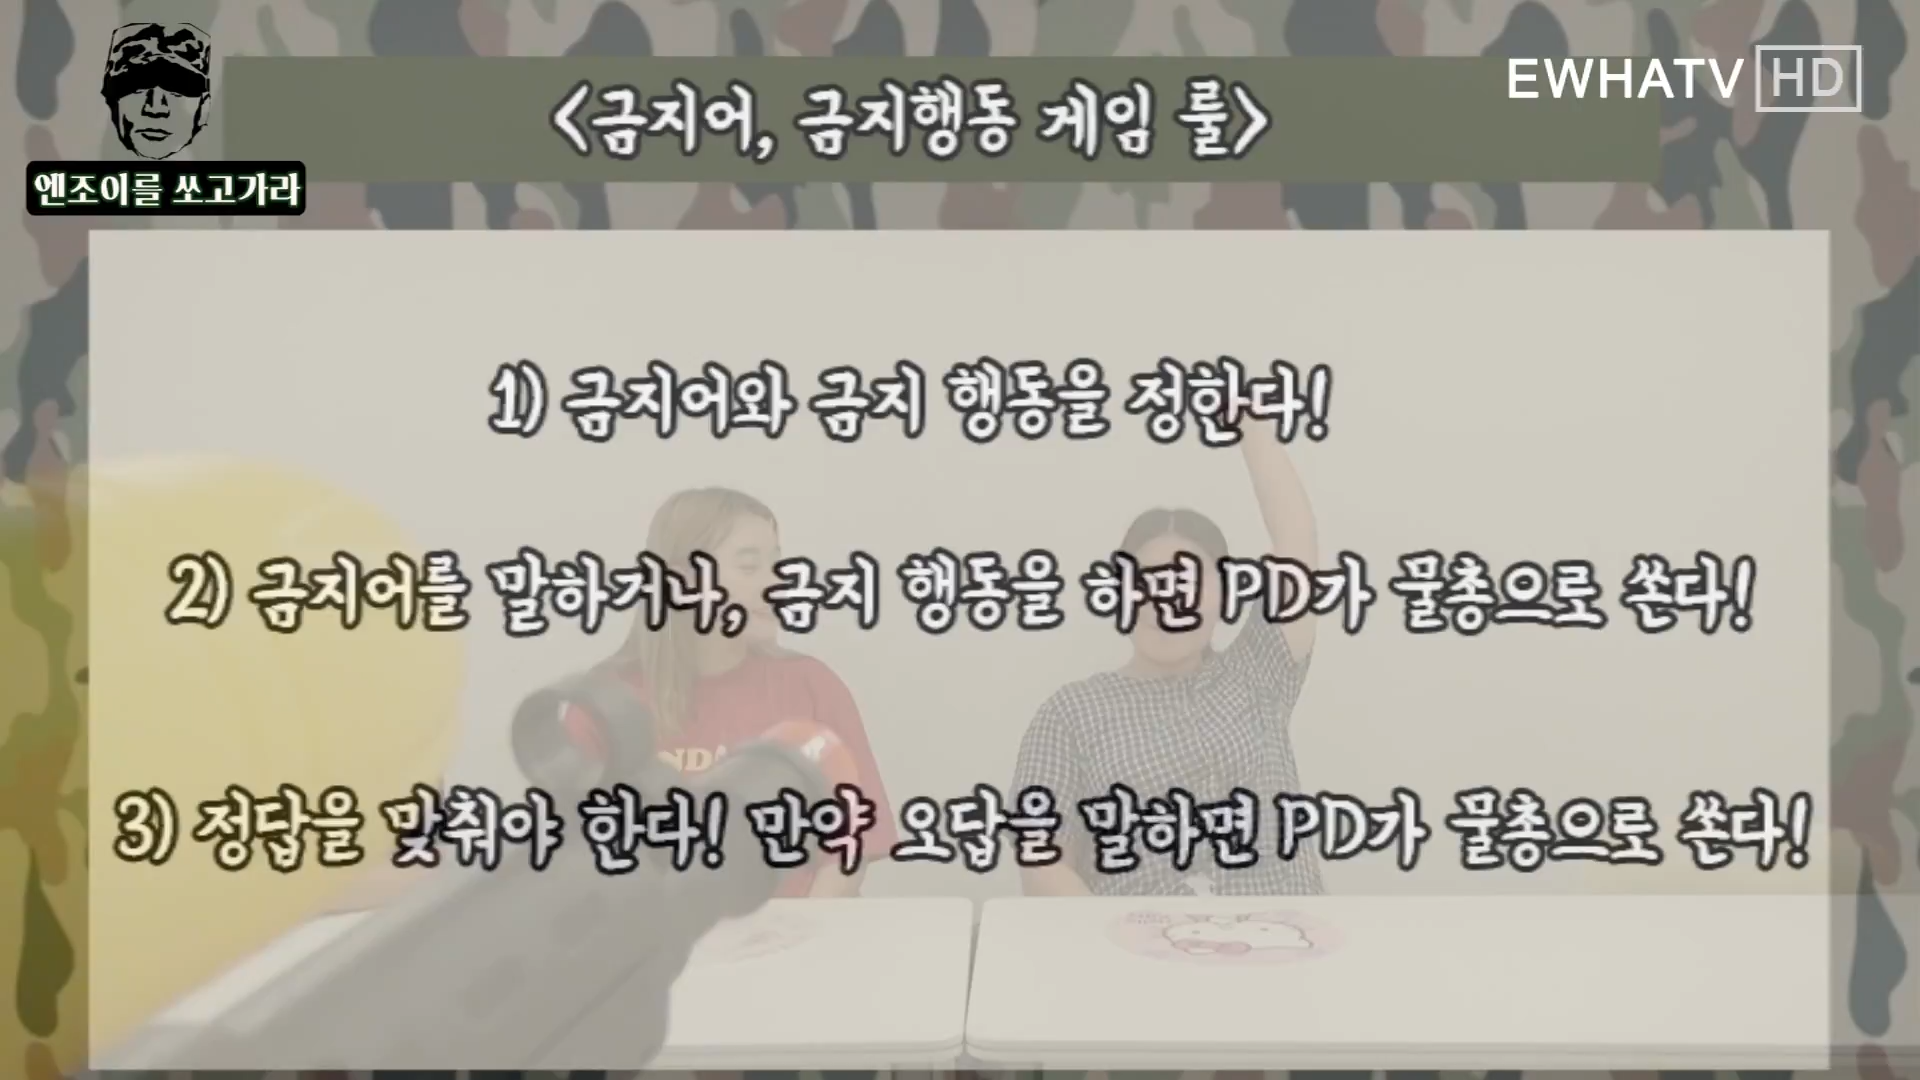 EWHATV HD
<금지어, 금지행동 게임 룰>
엔조이를 쏘고가라
1) 금지어와 금지 행동을 정한다!
2) 금지어를 말하거나, 금지 행동을 하면 PD가 물총으로 쏜다!
3) 정답을 맞춰야 한다! 만약 오답을 말하면 PD가 물총으로 쏜다!